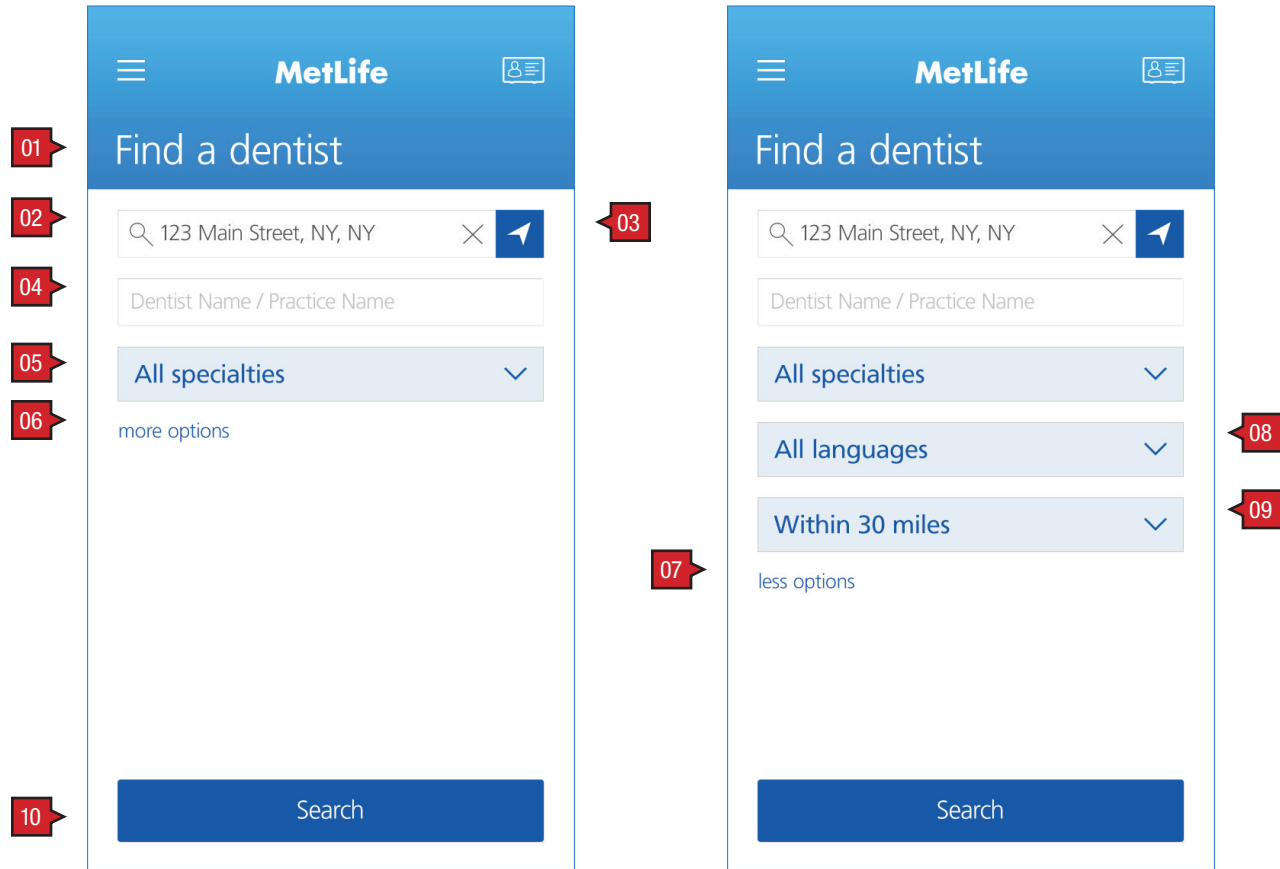 MetLife
01
Find a dentist
02
123 Main Street, NY, NY
03
04
Dentist Name / Practice Name
05
All specialties
06
more options
10
Search
MetLife
Find a dentist
123 Main Street, NY, NY
Dentist Name / Practice Name
All specialties
All languages
08
Within 30 miles
09
07
less options
Search